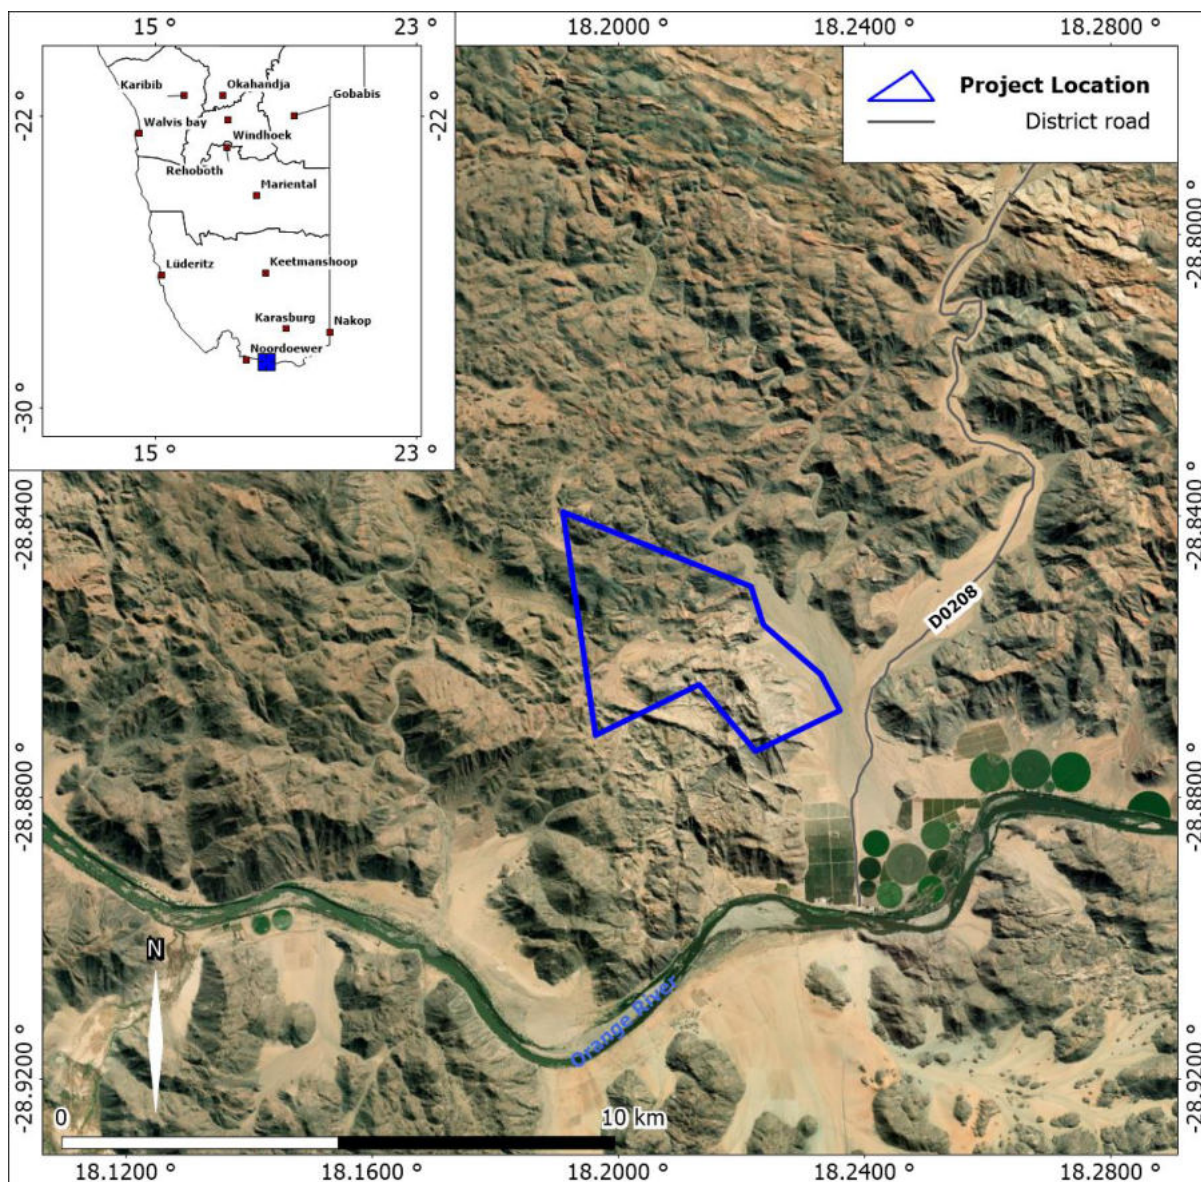 15 °
23 °
18.2000 °
18.2400 °
18.2800 °
Project Location
District road
Karibib
Okahandja
Gobabis
-22 °
-22 °
Walvis bay
Windhoek
Rehoboth
Mariental
-28.8000 °
Lüderitz
Keetmanshoop
Karasburg
Nakop
Noordoewer
-30 °
-30 °
15 °
23 °
-28.8400 °
-28.8400 °
D0208
-28.8800 °
-28.8800 °
N
Orange River
-28.9200 °
-28.9200 °
0
10 km
18.1200 °
18.1600 °
18.2000 °
18.2400 °
18.2800 °